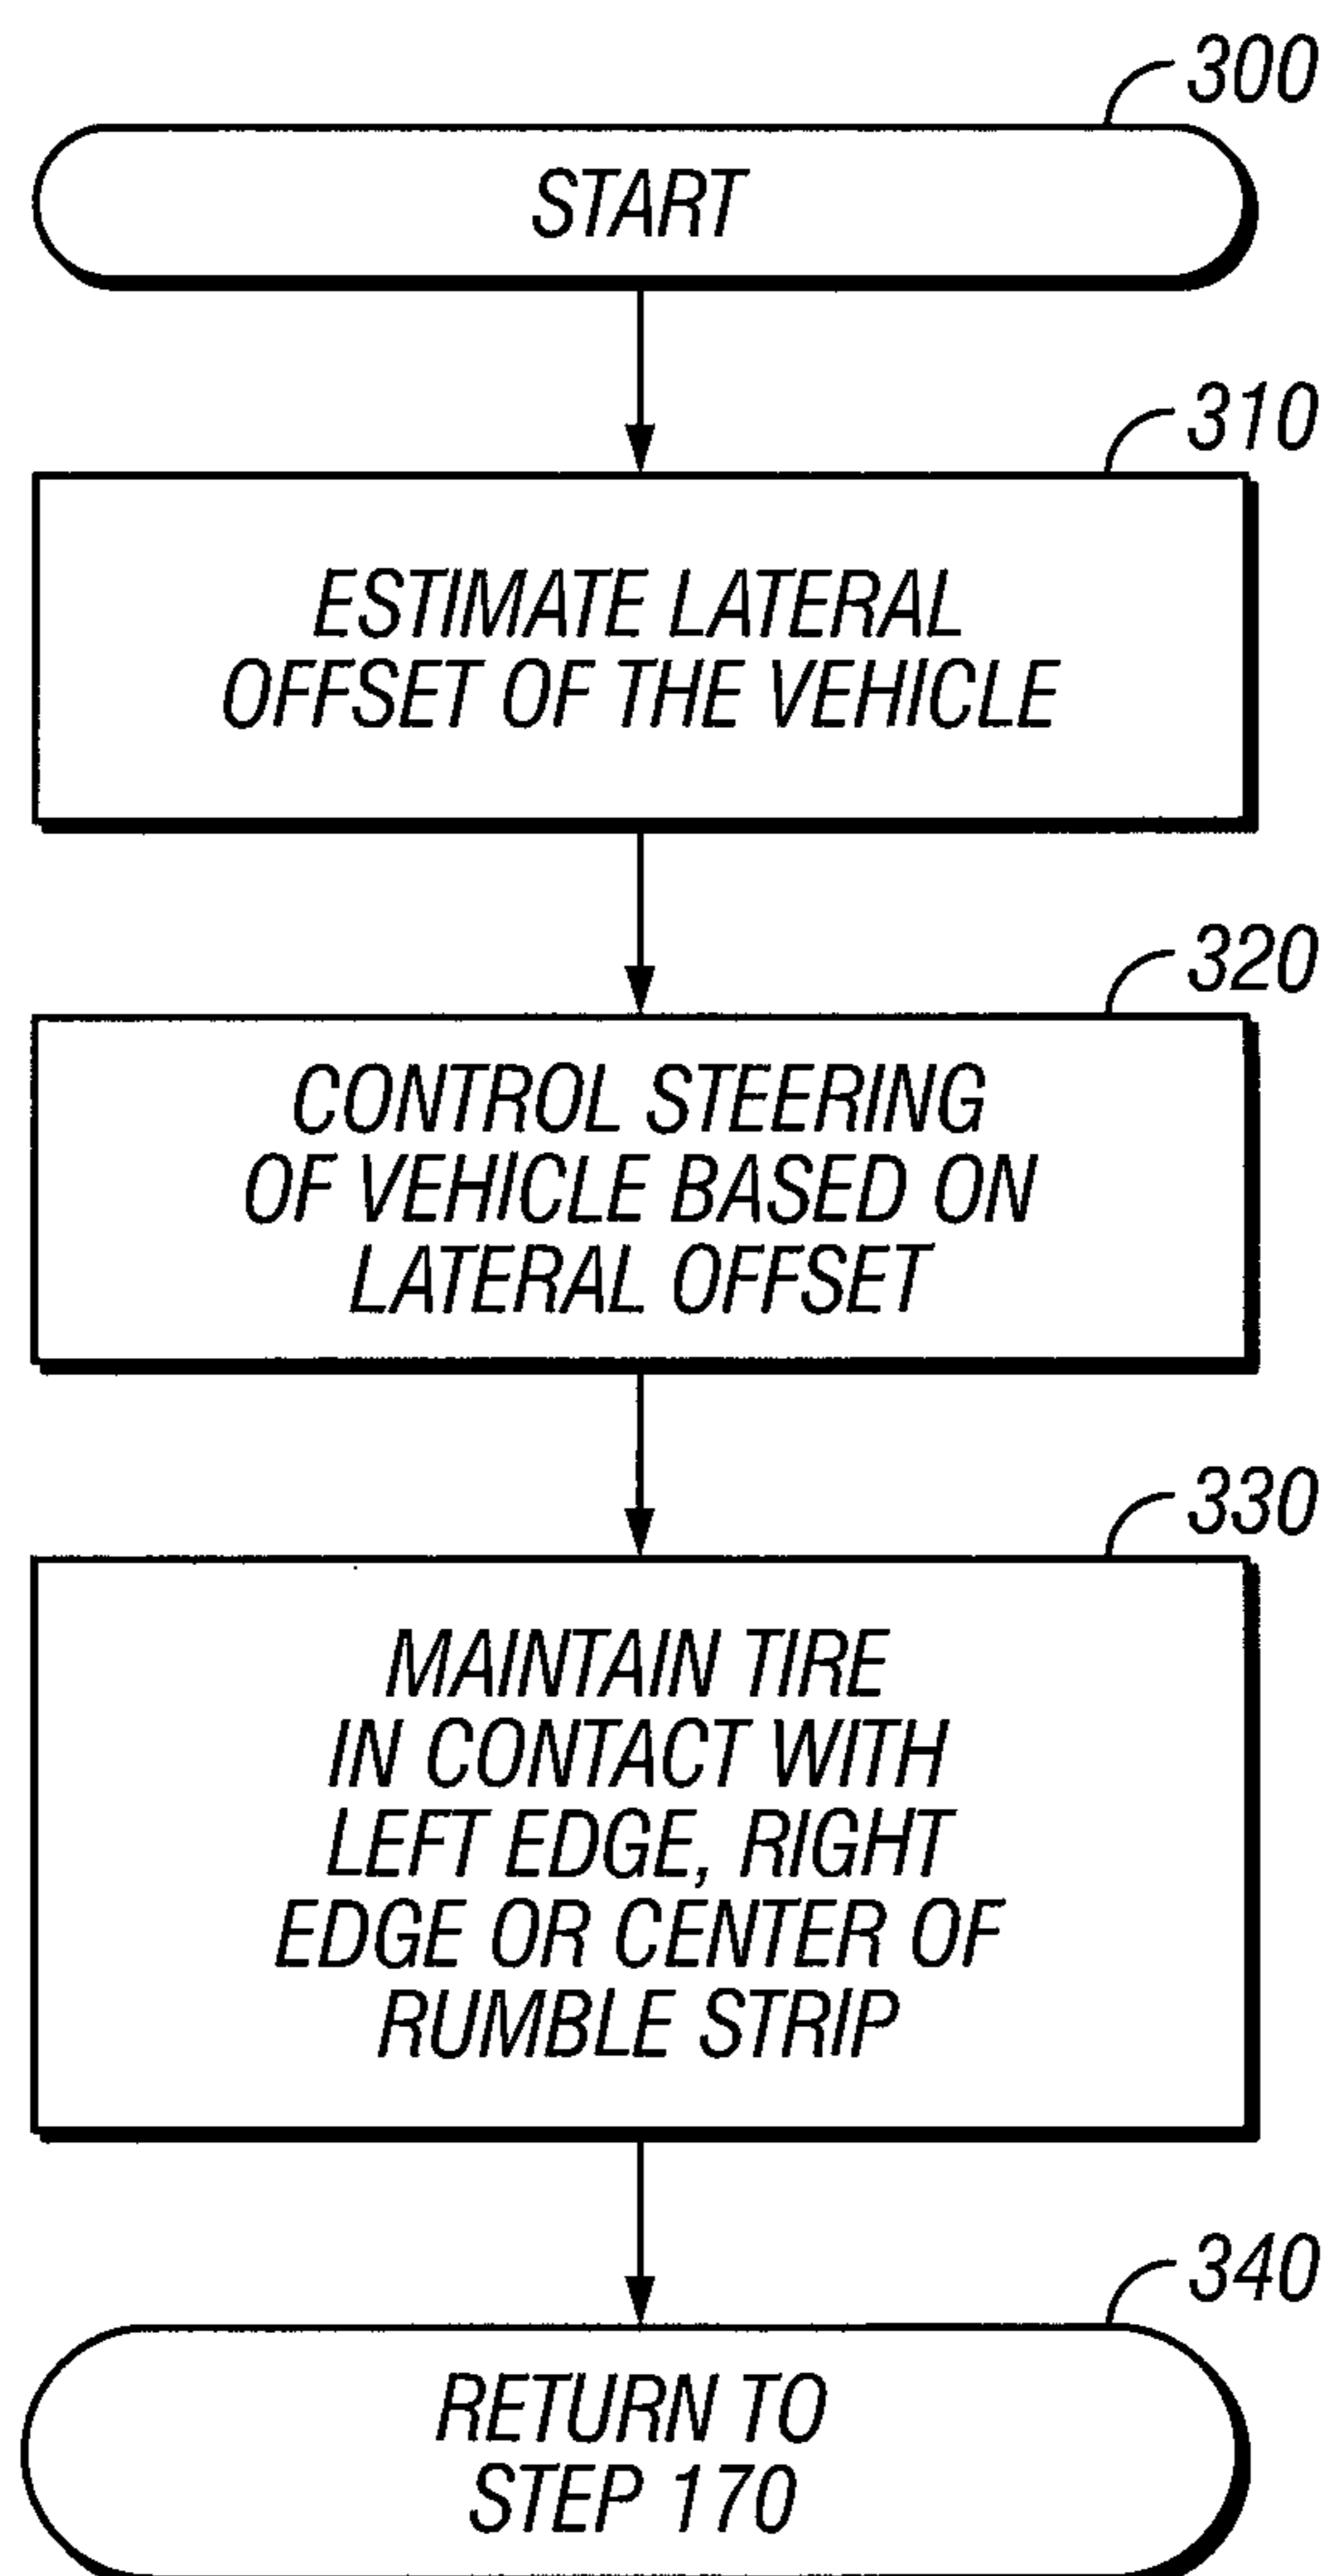 300
START
310
ESTIMATE LATERAL
OFFSET OF THE VEHICLE
320
CONTROL STEERING
OF VEHICLE BASED ON
LATERAL OFFSET
330
MAINTAIN TIRE
IN CONTACT WITH
LEFT EDGE, RIGHT
EDGE OR CENTER OF
RUMBLE STRIP
340
RETURN TO
STEP 170